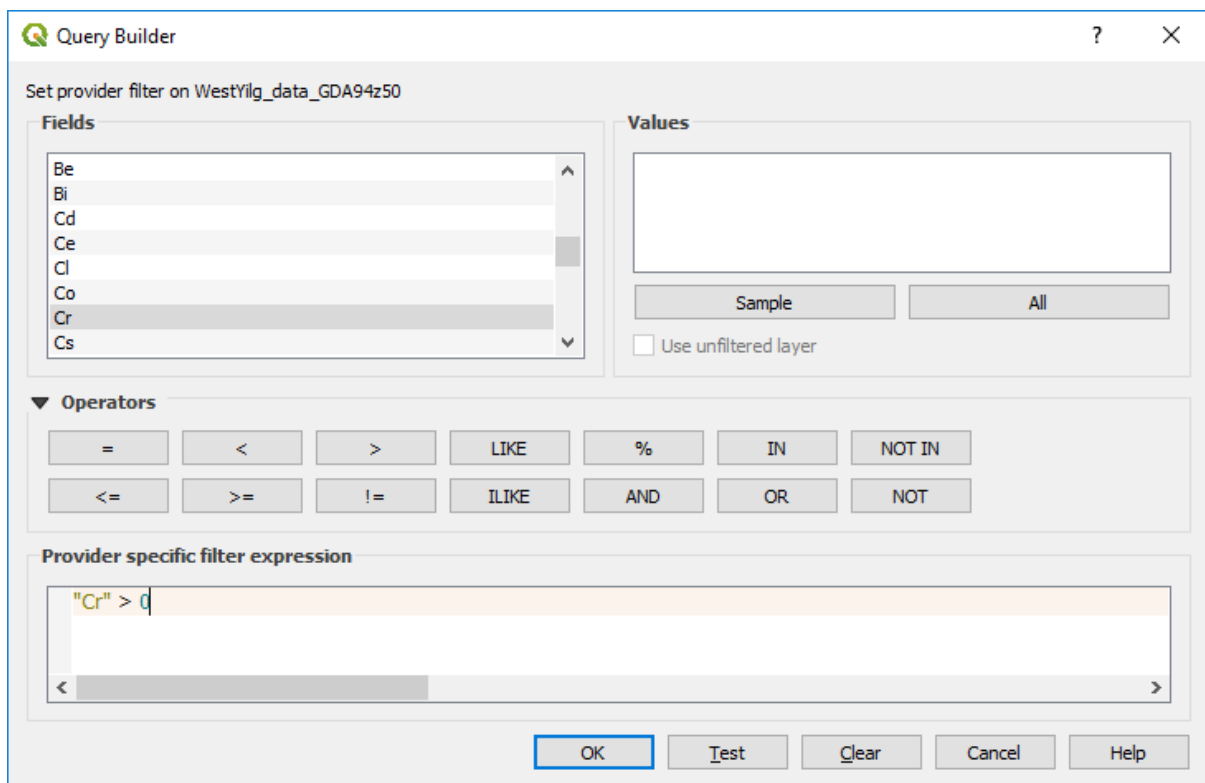 Query Builder
?
Set provider filter on WestYilg_data_GDA94z50
Fields
Values
Be
Bi
Cd
Ce
Cl
Co
Cr
Cs
Sample All
Use unfiltered layer
Operators
= < > LIKE % IN NOT IN
<= >= != ILIKE AND OR NOT
Provider specific filter expression
"Cr" > 0
OK Test Clear Cancel Help